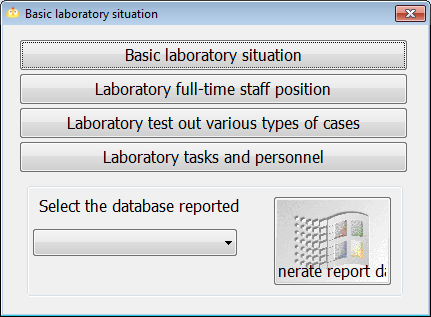 Basic laboratory situation
Basic laboratory situation
Laboratory full-time staff position
Laboratory test out various types of cases
Laboratory tasks and personnel
Select the database reported
nerate report da